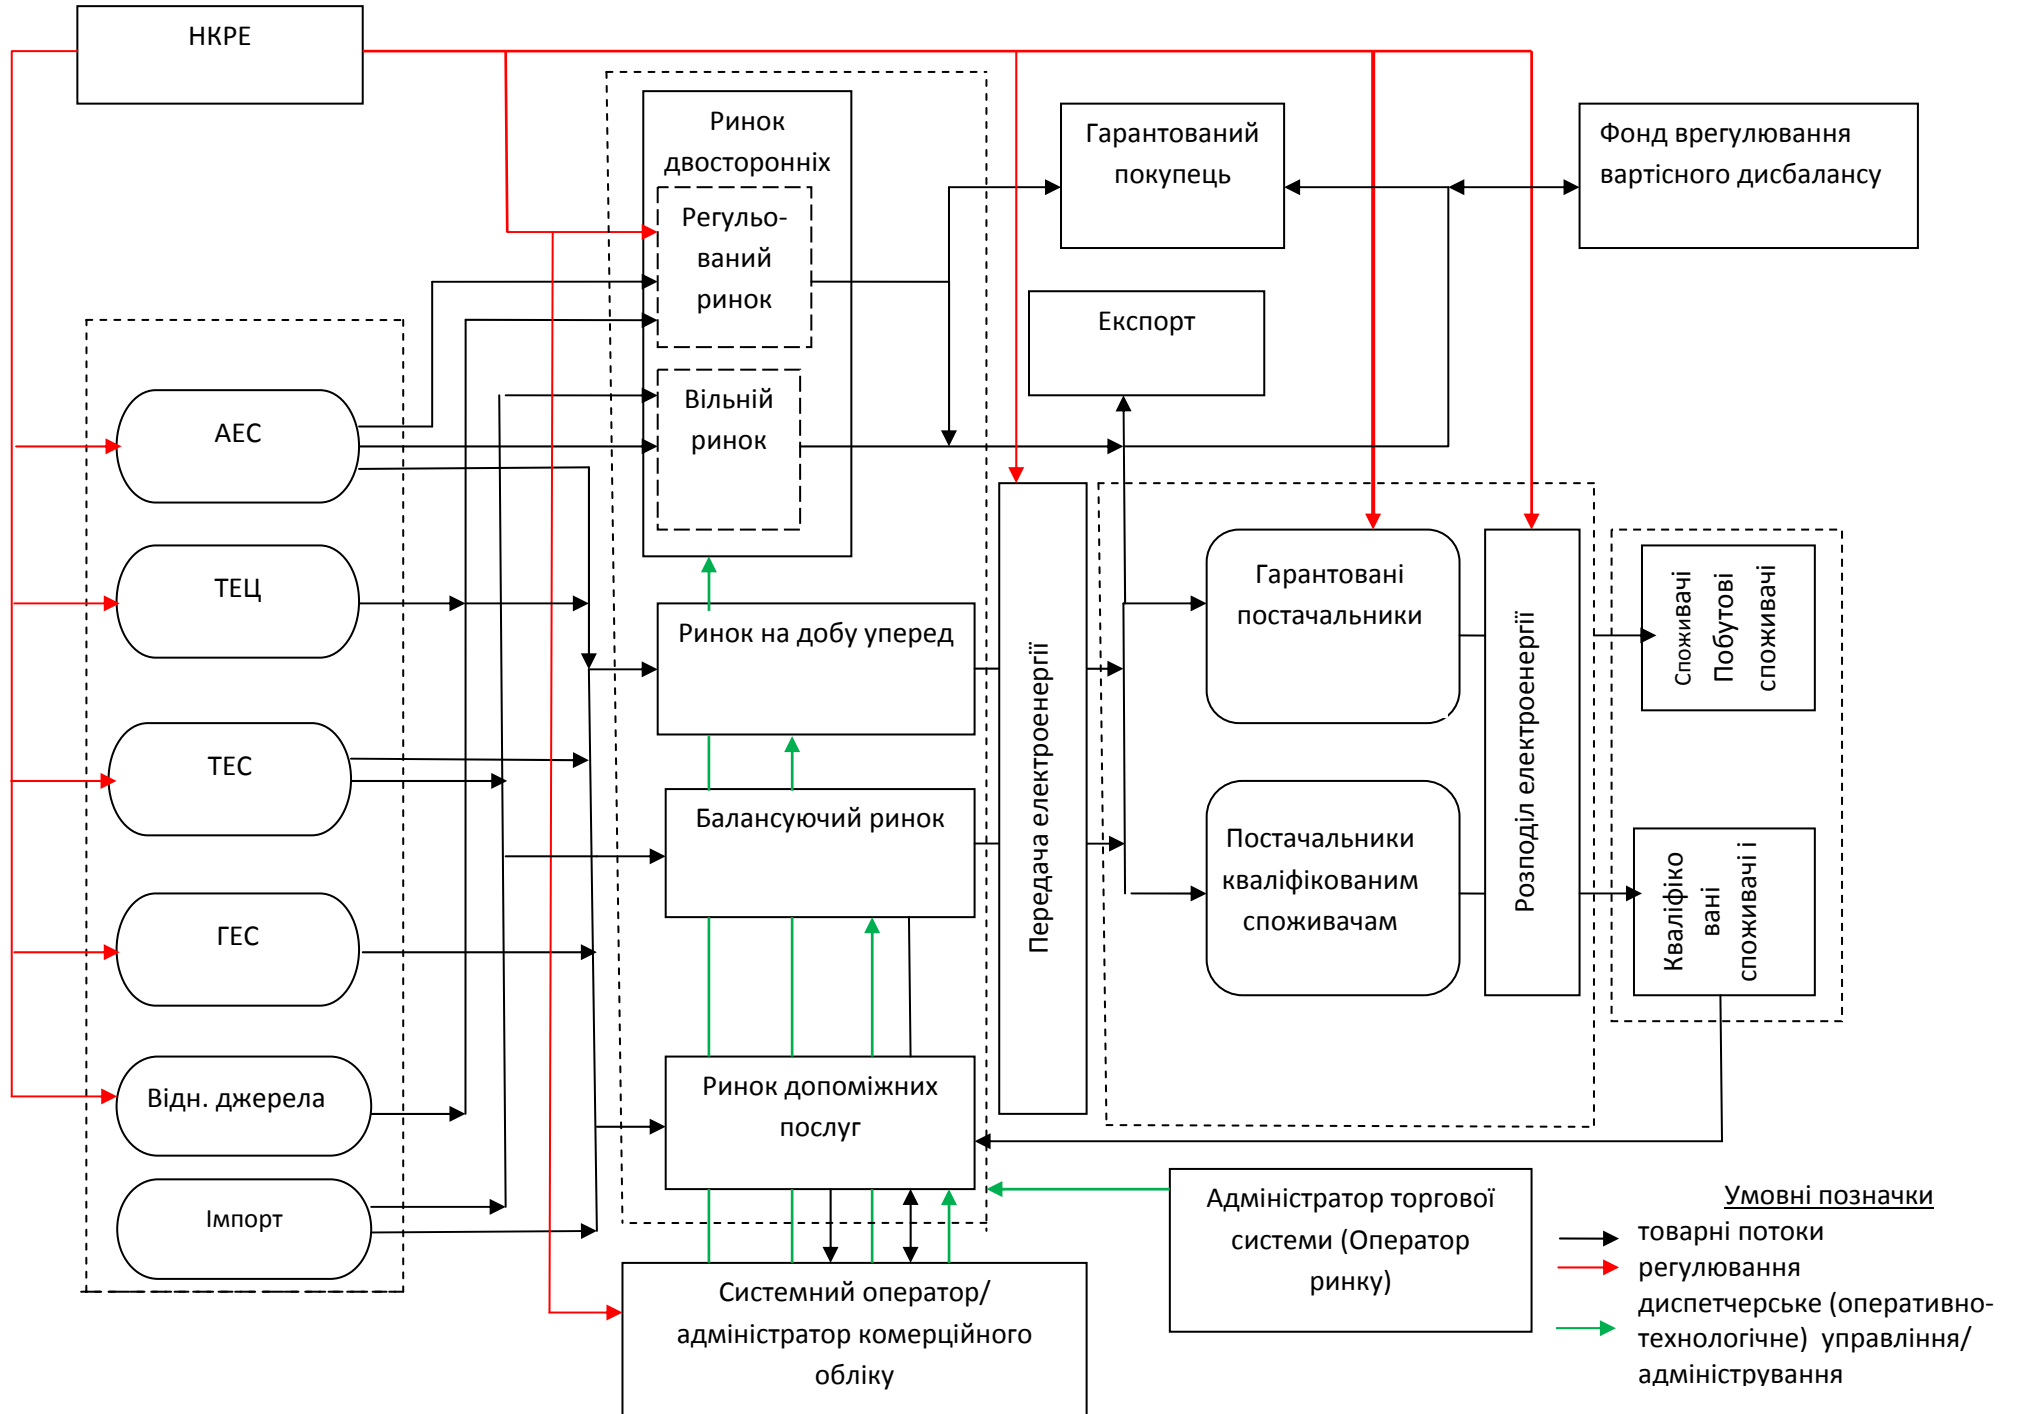 НКРЕ
Ринок
двосторонніх
Регульо-
ваний
ринок
Вільній
ринок
Гарантований
покупець
Фонд врегулювання
вартісного дисбалансу
Експорт
АЕС
ТЕЦ
ТЕС
ГЕС
Відн. джерела
Імпорт
Ринок на добу уперед
Балансуючий ринок
Ринок допоміжних
послуг
Передача електроенергії
Гарантовані
постачальники
Постачальники
кваліфікованим
споживачам
Розподіл електроенергії
Споживачі
Побутові
споживачі
Кваліфіко
вані
споживачі і
Системний оператор/
адміністратор комерційного
обліку
Адміністратор торгової
системи (Оператор
ринку)
Умовні позначки
товарні потоки
регулювання
диспетчерське (оперативно-
технологічне) управління/
адміністрування